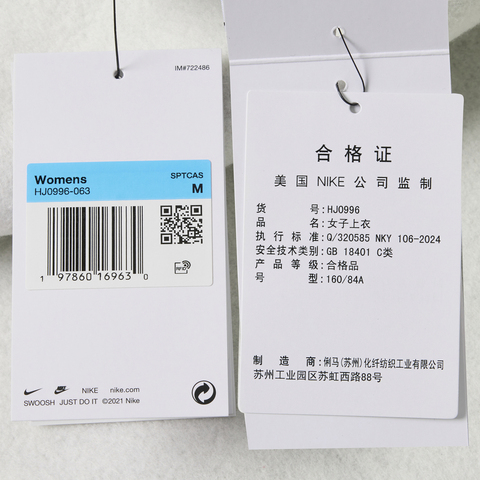 IM#722486
Womens
SPTCAS
HJ0996-063
M
1 97860 16963 0
RFID
NIKE nike.com
SWOOSH JUST DO IT ©2021 Nike
合格证
美国 NIKE 公司监制
货 号:HJ0996
品 名:女子上衣
执行标准:Q/320585 NKY 106-2024
安全技术类别:GB 18401 C类
产品等级:合格品
号 型:160/84A
制造商:俐马(苏州)化纤纺织工业有限公司
苏州工业园区苏虹西路88号